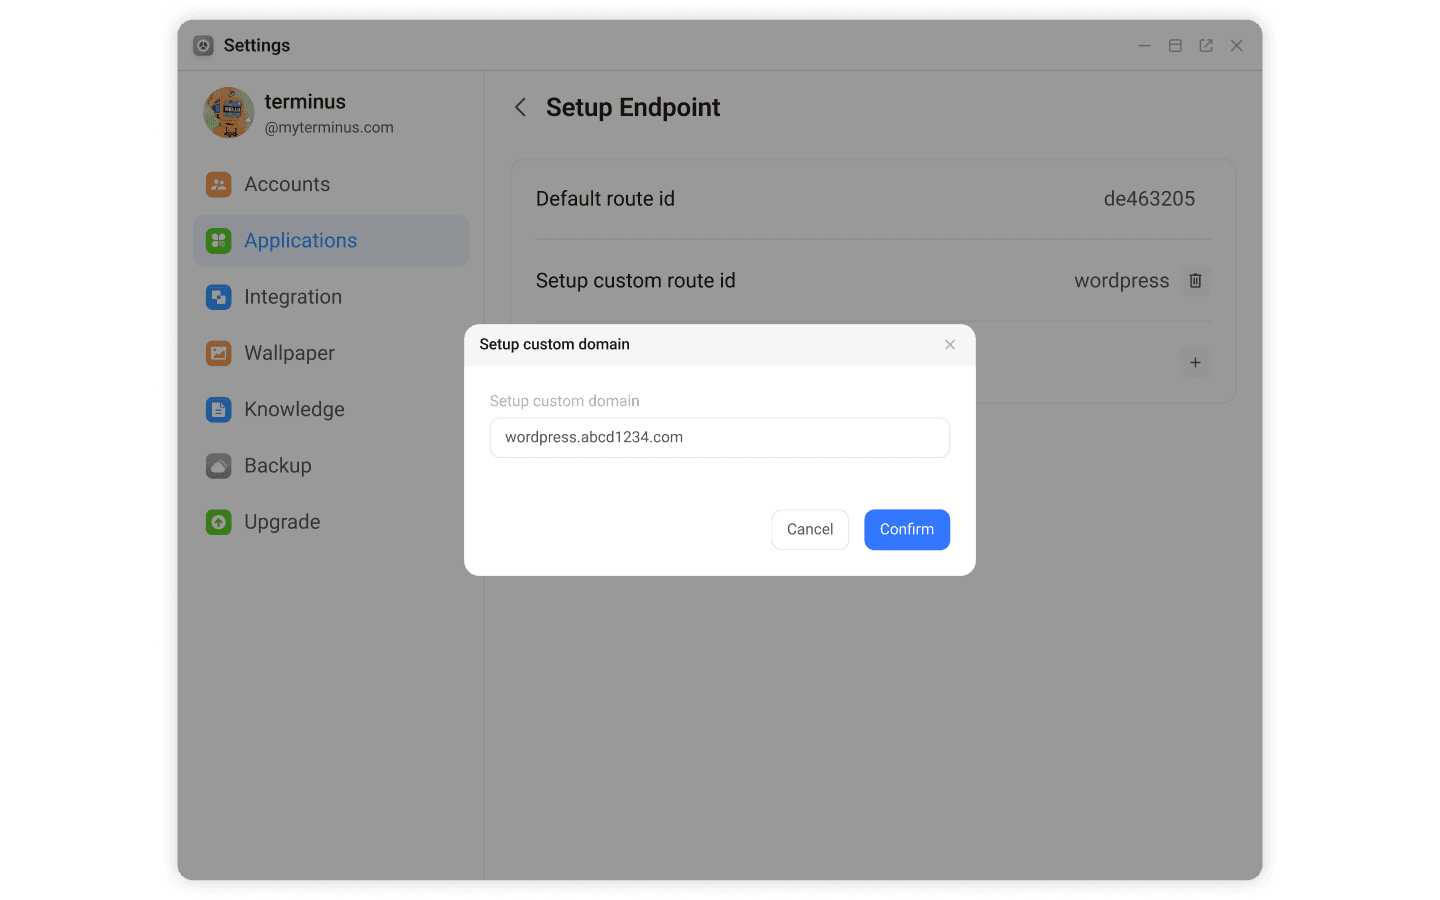 Settings
terminus
@myterminus.com
Accounts
Applications
Integration
Wallpaper
Knowledge
Backup
Upgrade
Setup Endpoint
Default route id
de463205
Setup custom route id
wordpress
Setup custom domain
Setup custom domain
wordpress.abcd1234.com
Cancel
Confirm